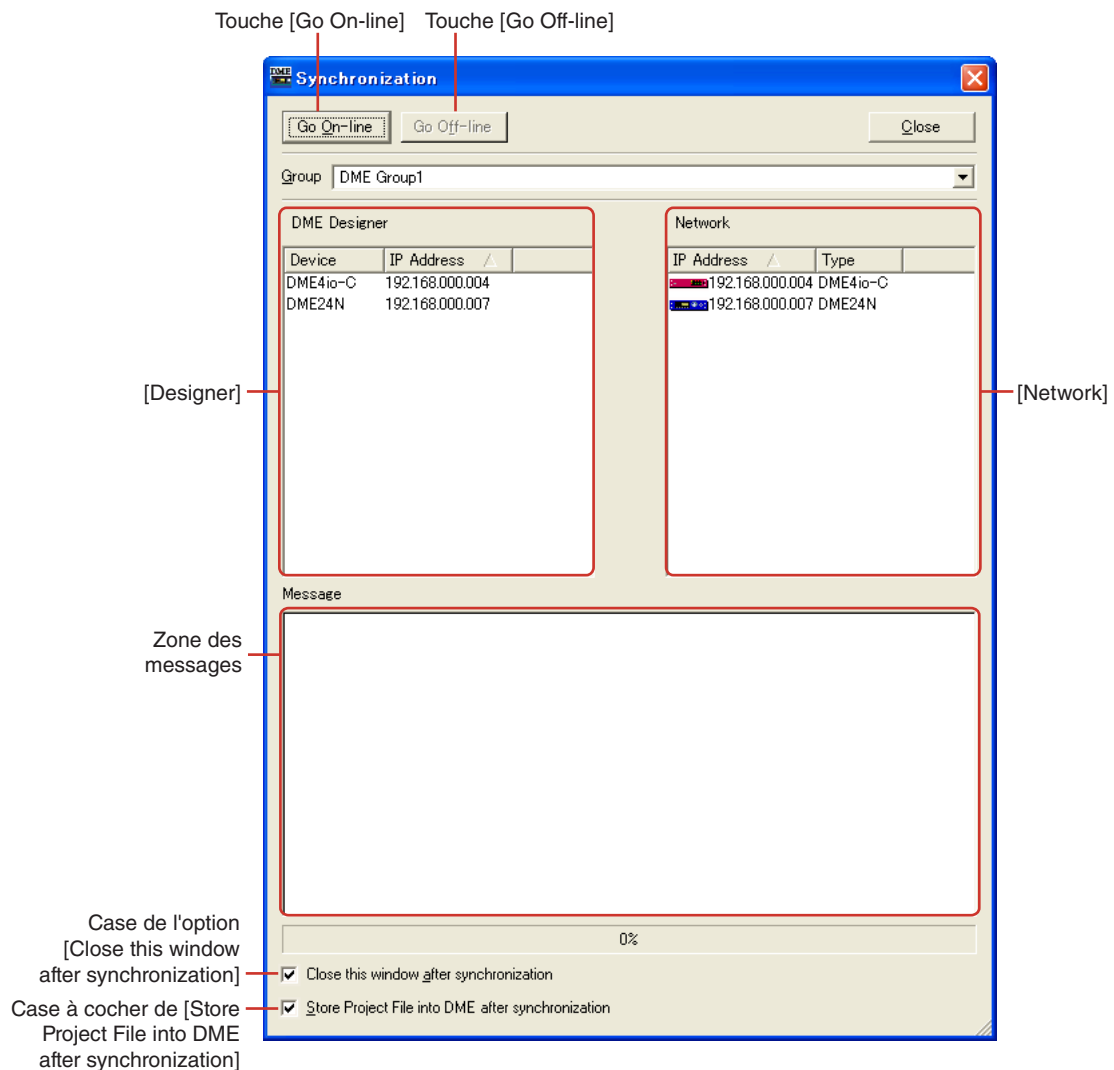 Touche [Go On-line] Touche [Go Off-line]
DME
Synchronization
Go On-line Go Off-line Close
Group DME Group1
DME Designer Network
Device IP Address IP Address Type
DME4io-C 192.168.000.004 192.168.000.004 DME4io-C
DME24N 192.168.000.007 192.168.000.007 DME24N
[Designer] [Network]
Message
Zone des
messages
0%
Case de l'option
[Close this window
after synchronization]
Close this window after synchronization
Case à cocher de [Store
Project File into DME
after synchronization]
Store Project File into DME after synchronization